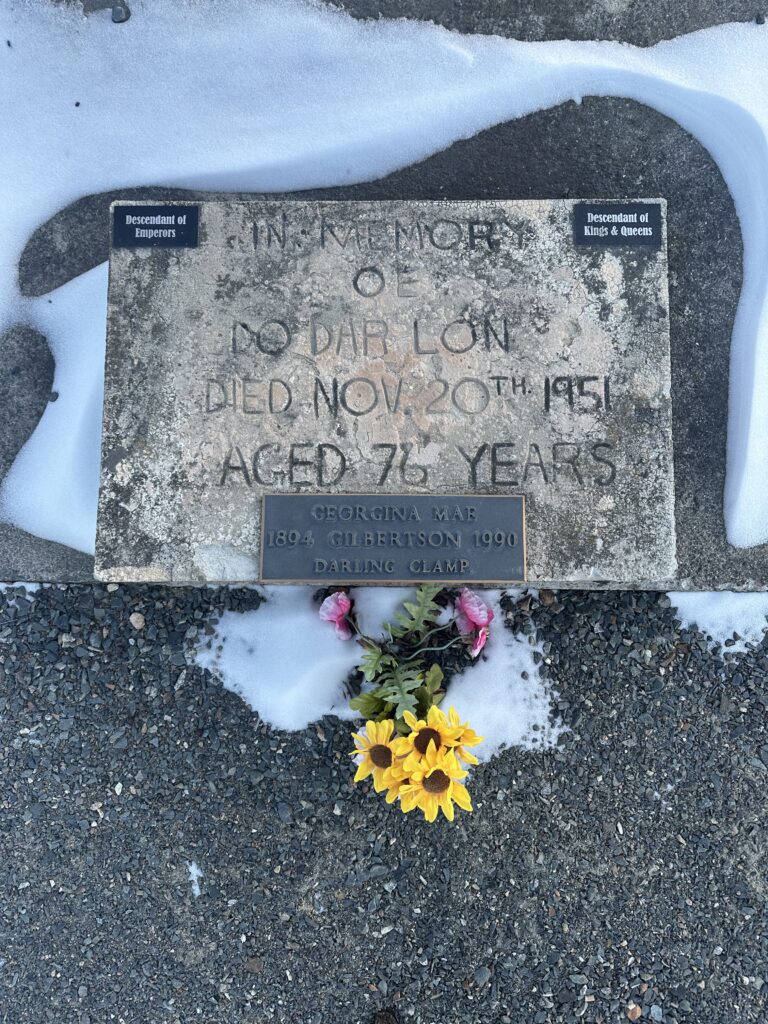 Descendant of
Emperors
Descendant of
Kings & Queens
IN MEMORY
OF
DO DAR LON
DIED NOV. 20TH. 1951
AGED 76 YEARS
GEORGINA MAE
1894 GILBERTSON 1990
DARLING CLAMP